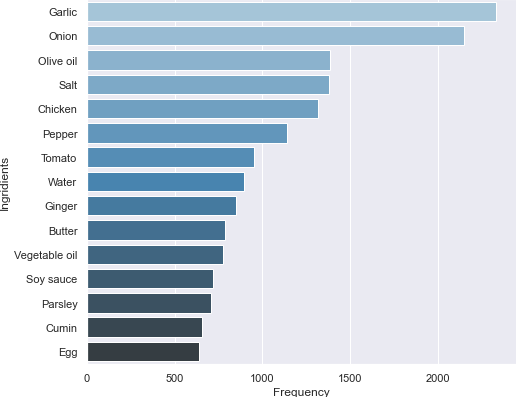 Garlic
Onion
Olive oil
Salt
Chicken
Pepper
Tomato
Water
Ginger
Butter
Vegetable oil
Soy sauce
Parsley
Cumin
Egg
Ingridients
0 500 1000 1500 2000
Frequency